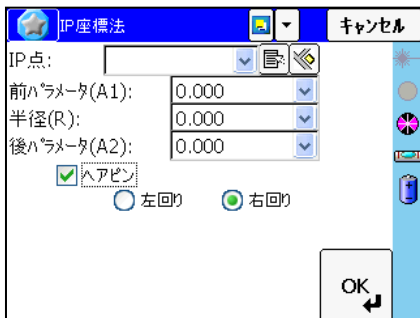 IP座標法 キャンセル
IP点:
前ﾊﾟﾗﾒｰﾀ(A1): 0.000
半径(R): 0.000
後ﾊﾟﾗﾒｰﾀ(A2): 0.000
ヘアピン
左回り 右回り
OK